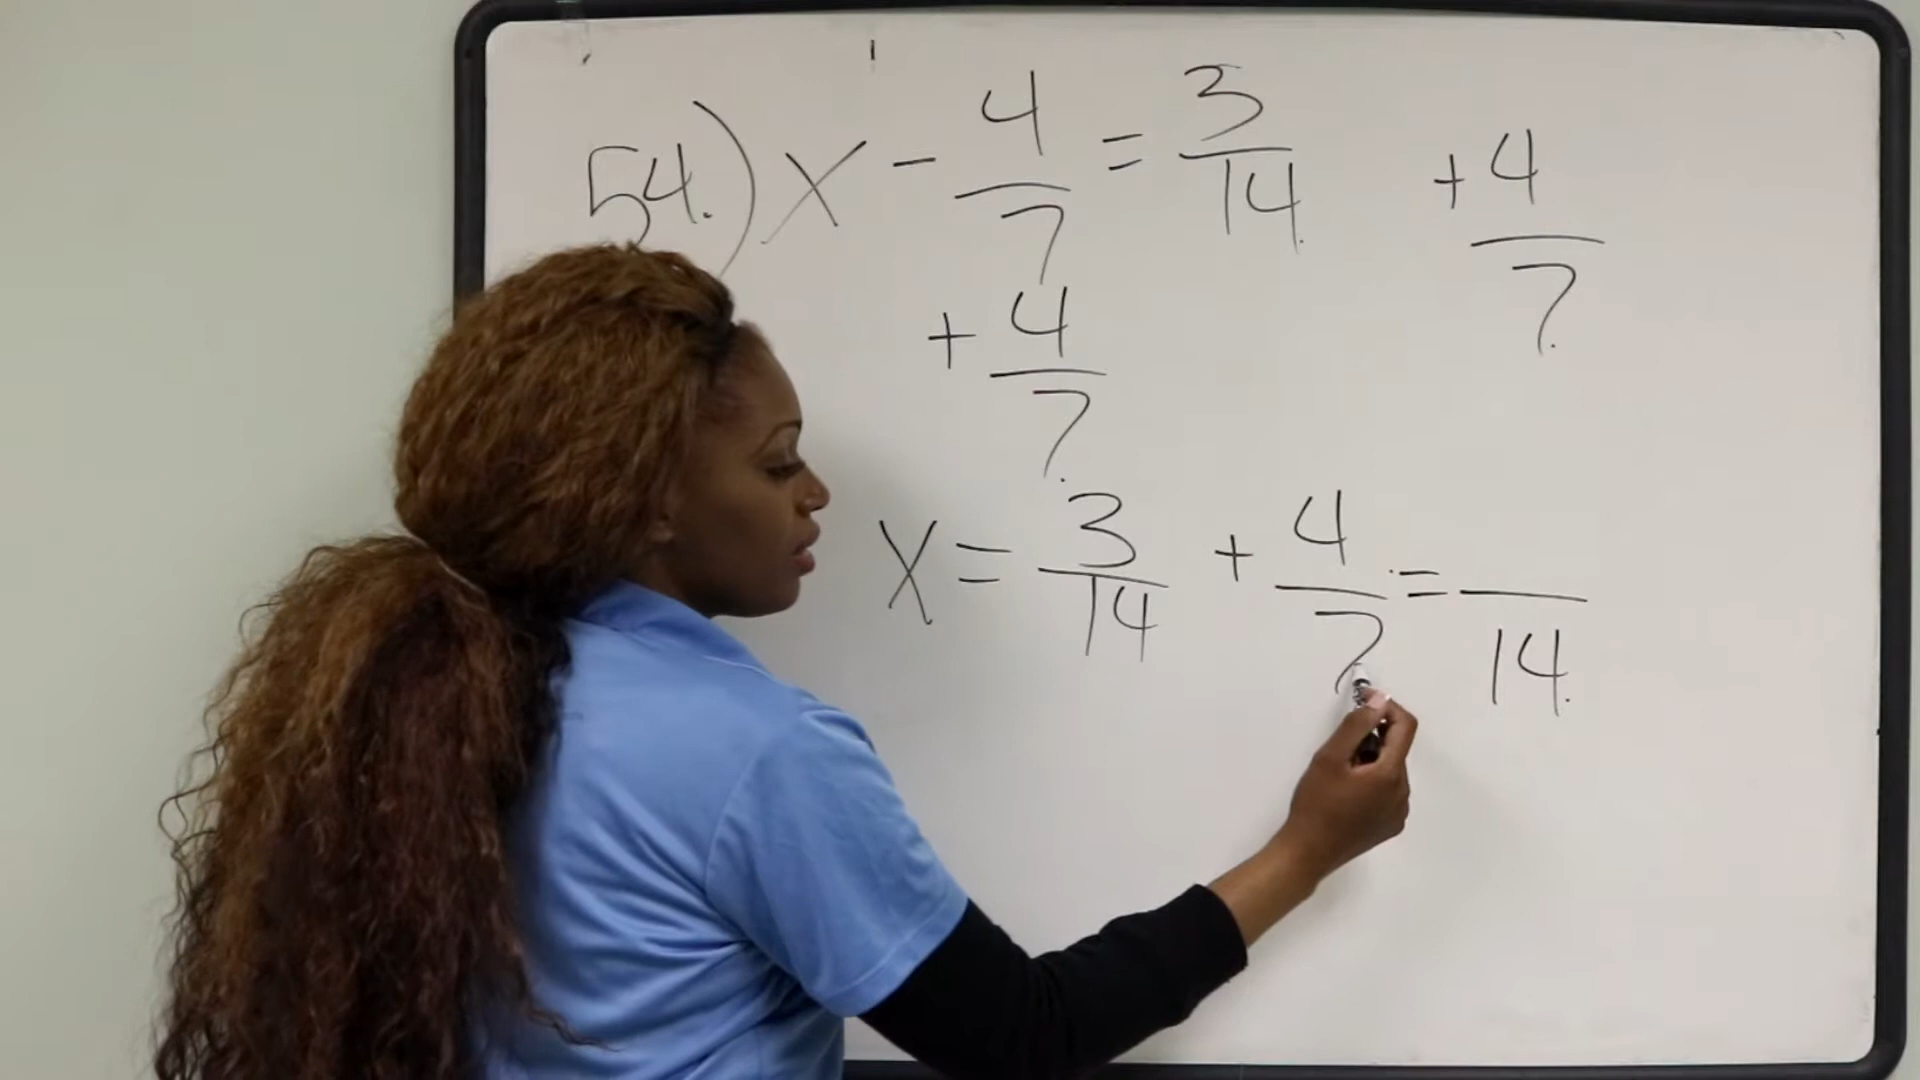 54.) x - 4/7 = 3/14 + 4/7
+ 4/7
x = 3/14 + 4/7 = /14